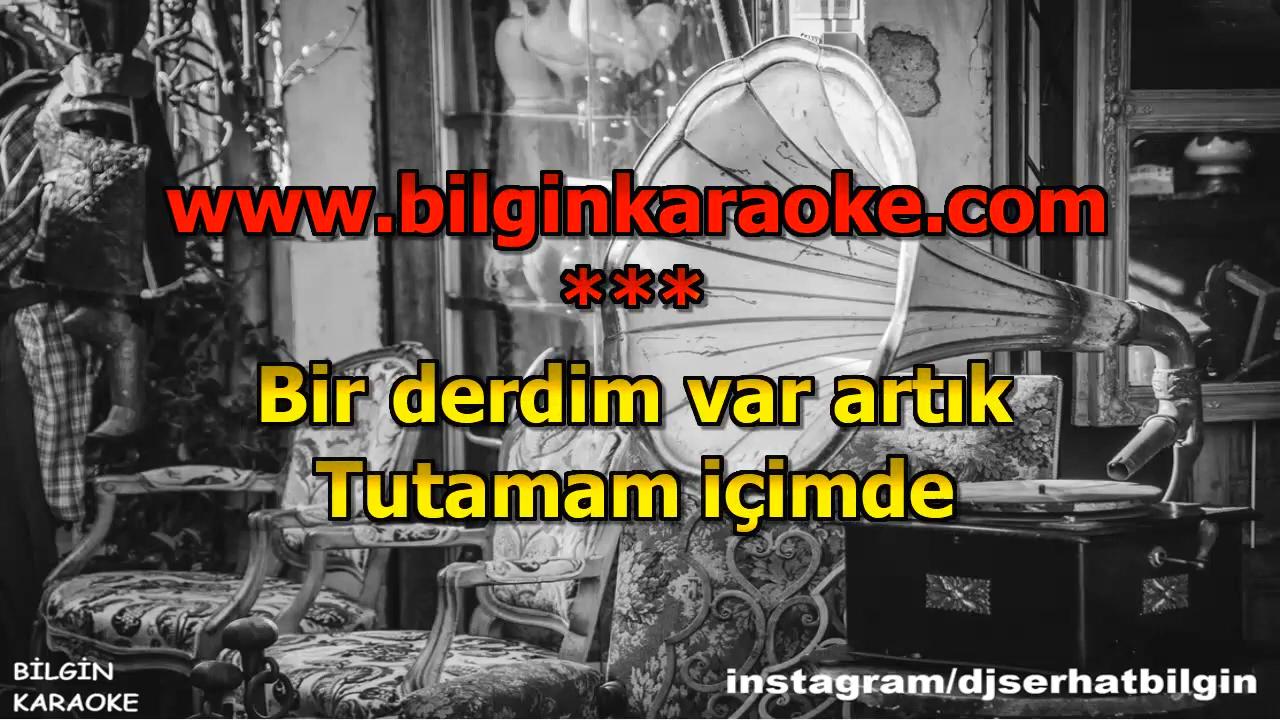 www.bilginkaraoke.com
***
Bir derdim var artık
Tutamam içimde
BİLGİN
KARAOKE
instagram/djserhatbilgin